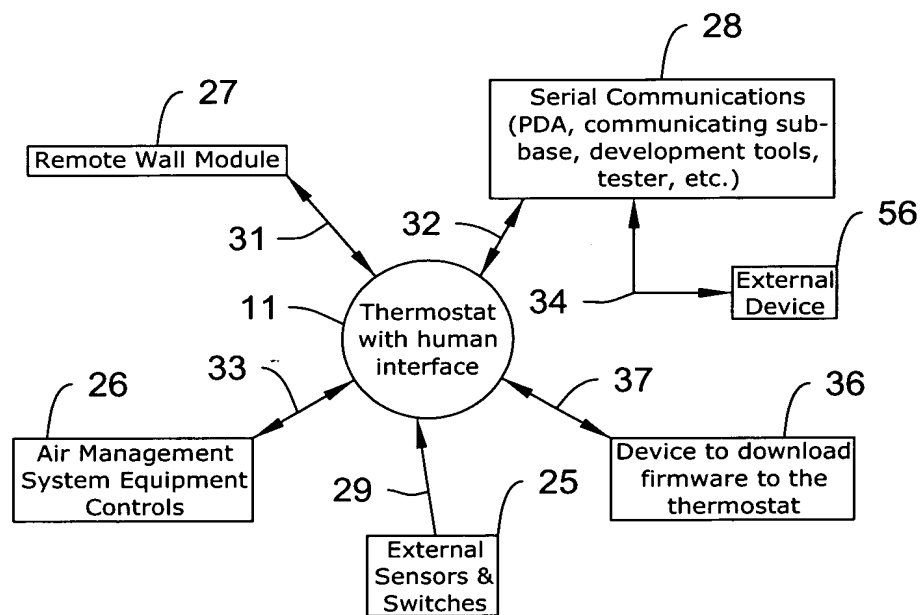 28
Serial Communications
(PDA, communicating sub-
base, development tools,
tester, etc.)
27
Remote Wall Module
31
32
56
External
Device
34
11
Thermostat
with human
interface
33
26
Air Management
System Equipment
Controls
37
36
Device to download
firmware to the
thermostat
29
25
External
Sensors &
Switches